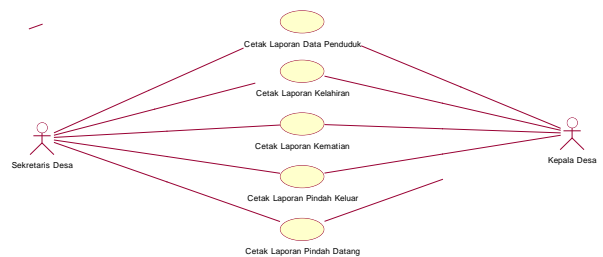 Cetak Laporan Data Penduduk
Cetak Laporan Kelahiran
Cetak Laporan Kematian
Sekretaris Desa
Kepala Desa
Cetak Laporan Pindah Keluar
Cetak Laporan Pindah Datang